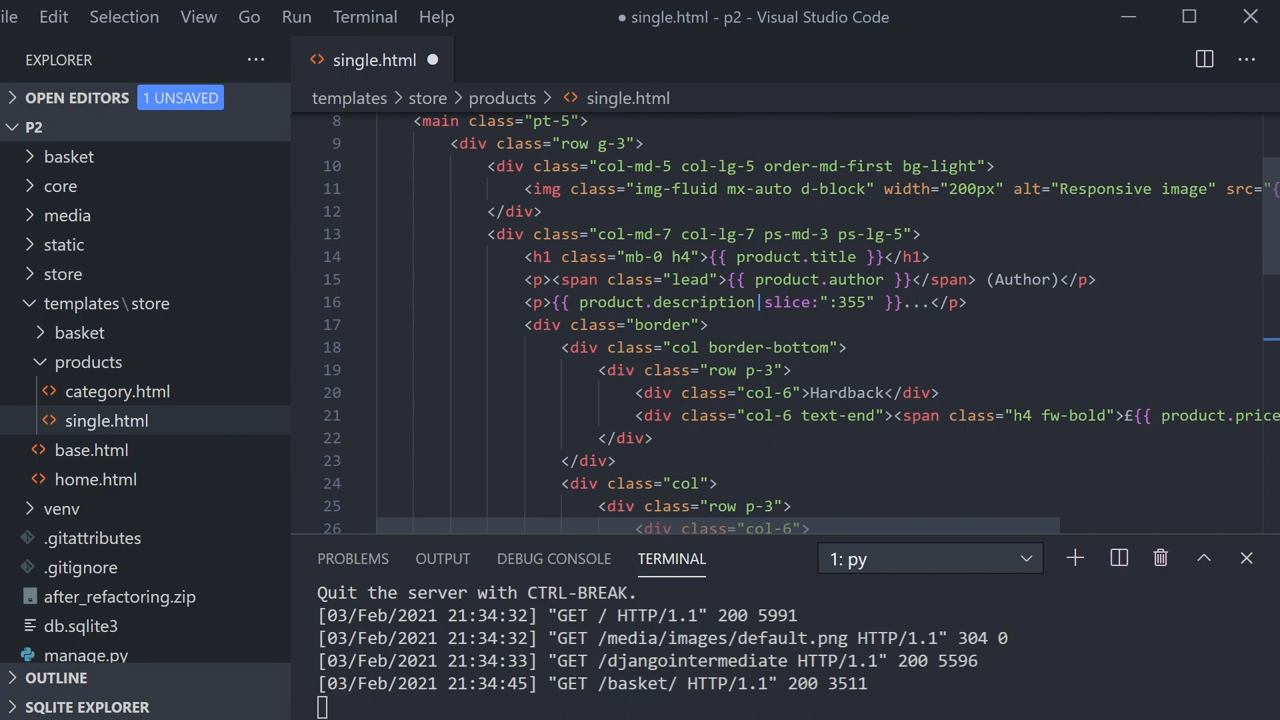 ile Edit Selection View Go Run Terminal Help ● single.html - p2 - Visual Studio Code
EXPLORER ···
single.html ●
OPEN EDITORS 1 UNSAVED
templates > store > products > single.html
P2
basket
core
media
static
store
templates\store
basket
products
category.html
single.html
base.html
home.html
venv
.gitattributes
.gitignore
after_refactoring.zip
db.sqlite3
manage.py
OUTLINE
SQLITE EXPLORER
8 <main class="pt-5">
9 <div class="row g-3">
10 <div class="col-md-5 col-lg-5 order-md-first bg-light">
11 <img class="img-fluid mx-auto d-block" width="200px" alt="Responsive image" src="{
12 </div>
13 <div class="col-md-7 col-lg-7 ps-md-3 ps-lg-5">
14 <h1 class="mb-0 h4">{{ product.title }}</h1>
15 <p><span class="lead">{{ product.author }}</span> (Author)</p>
16 <p>{{ product.description|slice:":355" }}...</p>
17 <div class="border">
18 <div class="col border-bottom">
19 <div class="row p-3">
20 <div class="col-6">Hardback</div>
21 <div class="col-6 text-end"><span class="h4 fw-bold">£{{ product.price
22 </div>
23 </div>
24 <div class="col">
25 <div class="row p-3">
26 <div class="col-6">
PROBLEMS OUTPUT DEBUG CONSOLE TERMINAL 1: py
Quit the server with CTRL-BREAK.
[03/Feb/2021 21:34:32] "GET / HTTP/1.1" 200 5991
[03/Feb/2021 21:34:32] "GET /media/images/default.png HTTP/1.1" 304 0
[03/Feb/2021 21:34:33] "GET /djangointermediate HTTP/1.1" 200 5596
[03/Feb/2021 21:34:45] "GET /basket/ HTTP/1.1" 200 3511